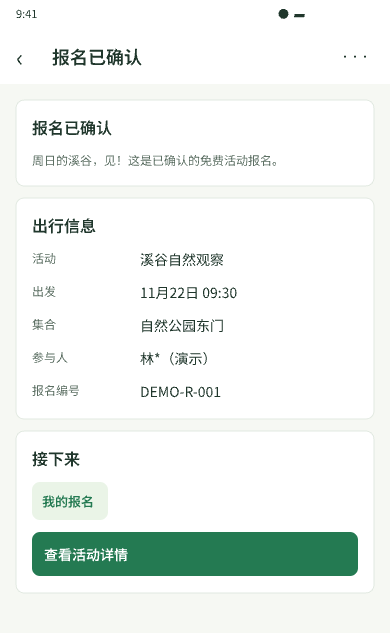 9:41
‹ 报名已确认 ···
报名已确认
周日的溪谷，见！这是已确认的免费活动报名。
出行信息
活动 溪谷自然观察
出发 11月22日 09:30
集合 自然公园东门
参与人 林*（演示）
报名编号 DEMO-R-001
接下来
我的报名
查看活动详情